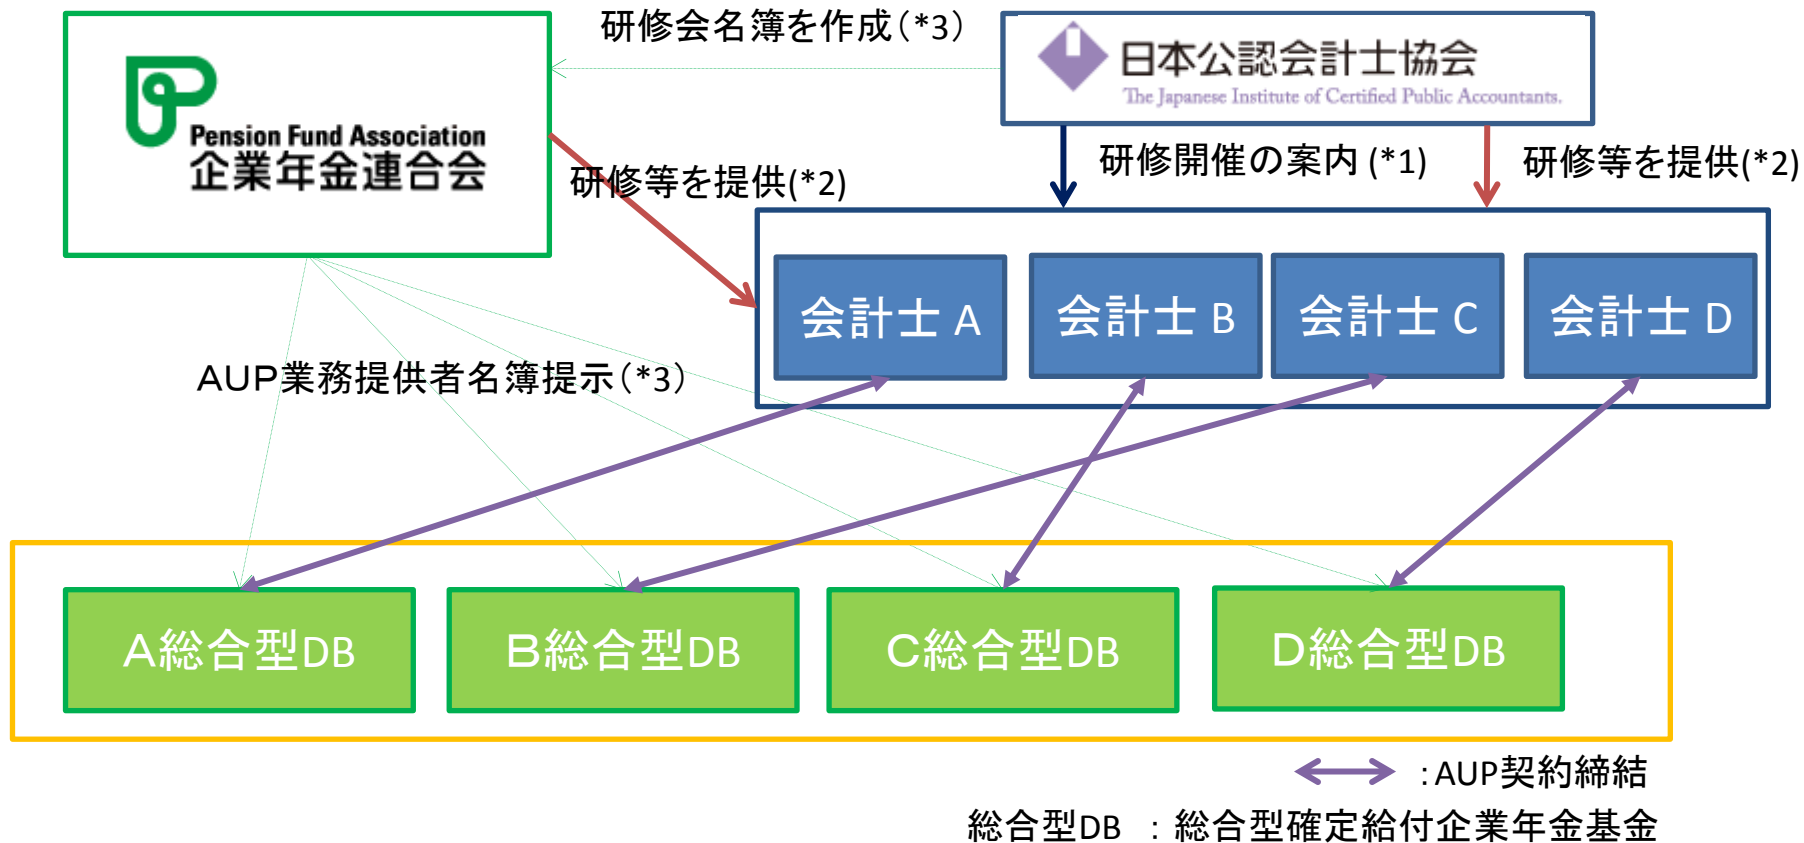 研修会名簿を作成（*3）
日本公認会計士協会
The Japanese Institute of Certified Public Accountants.
Pension Fund Association
企業年金連合会
研修等を提供(*2)
研修開催の案内 (*1)
研修等を提供(*2)
会計士 A
会計士 B
会計士 C
会計士 D
ＡＵＰ業務提供者名簿提示（*3）
Ａ総合型DB
Ｂ総合型DB
Ｃ総合型DB
Ｄ総合型DB
：AUP契約締結
総合型DB ：総合型確定給付企業年金基金